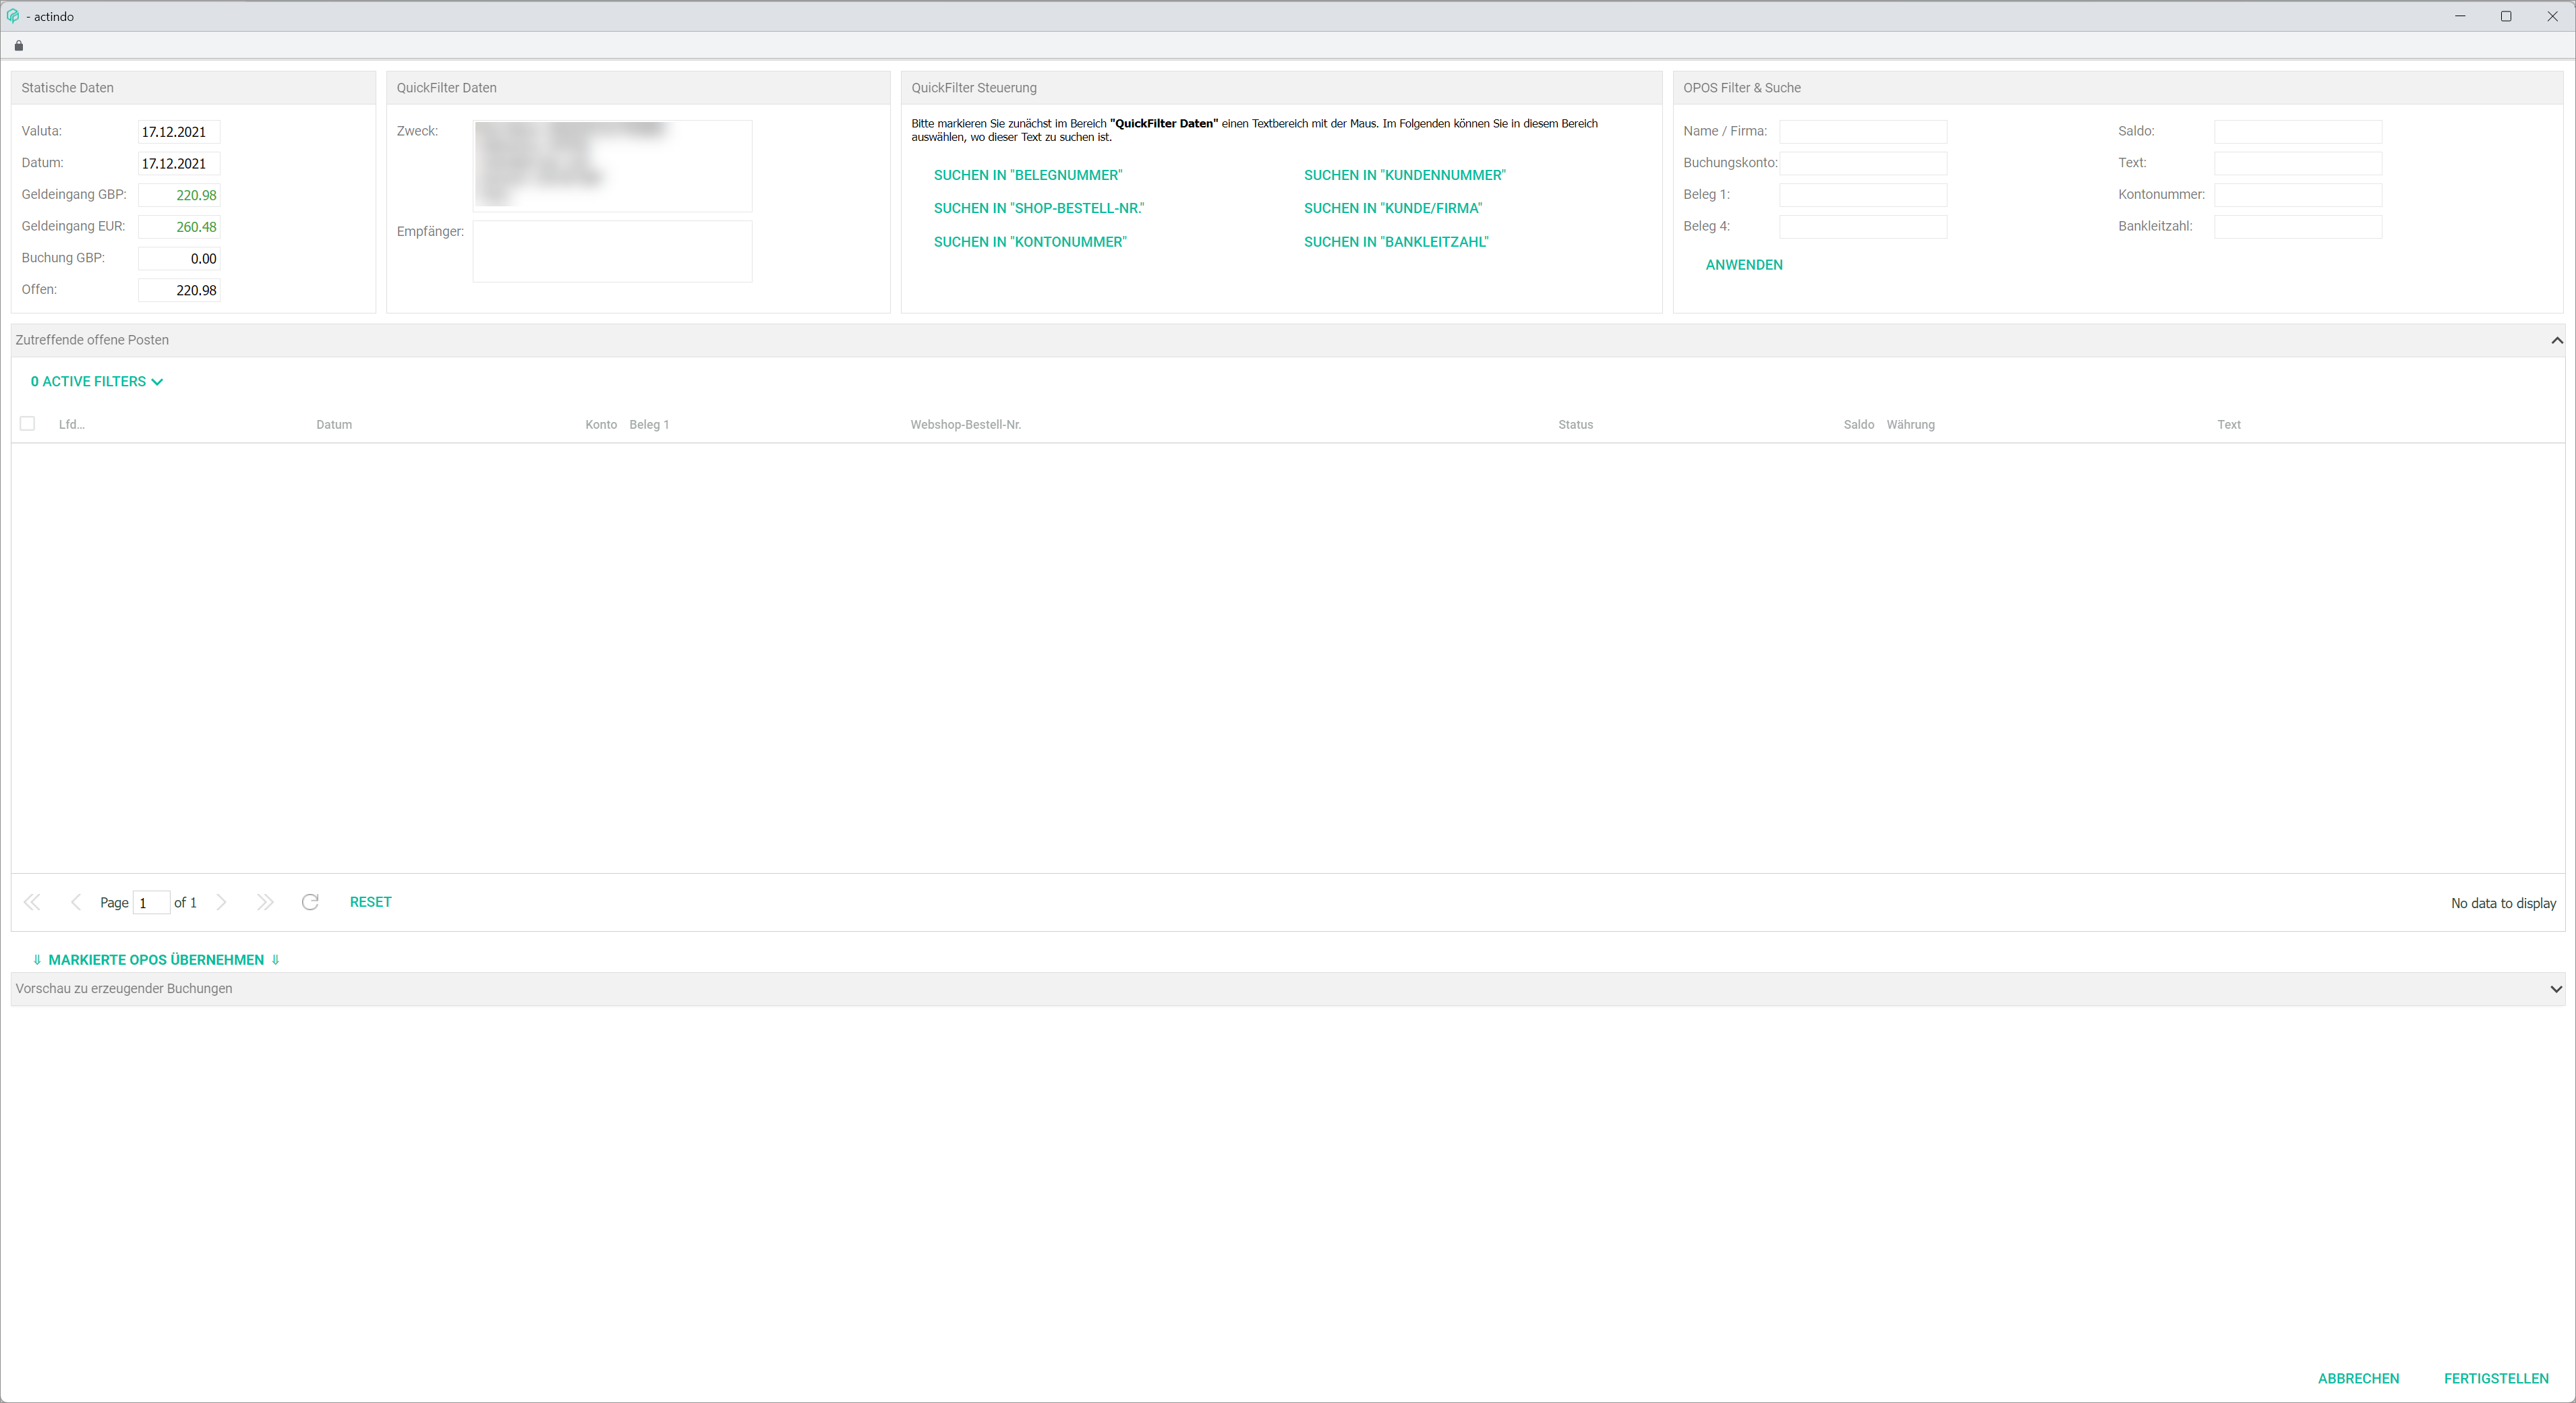 - actindo
Statische Daten
Valuta: 17.12.2021
Datum: 17.12.2021
Geldeingang GBP: 220.98
Geldeingang EUR: 260.48
Buchung GBP: 0.00
Offen: 220.98
QuickFilter Daten
Zweck:
Empfänger:
QuickFilter Steuerung
Bitte markieren Sie zunächst im Bereich "QuickFilter Daten" einen Textbereich mit der Maus. Im Folgenden können Sie in diesem Bereich
auswählen, wo dieser Text zu suchen ist.
SUCHEN IN "BELEGNUMMER" SUCHEN IN "KUNDENNUMMER"
SUCHEN IN "SHOP-BESTELL-NR." SUCHEN IN "KUNDE/FIRMA"
SUCHEN IN "KONTONUMMER" SUCHEN IN "BANKLEITZAHL"
OPOS Filter & Suche
Name / Firma: Saldo:
Buchungskonto: Text:
Beleg 1: Kontonummer:
Beleg 4: Bankleitzahl:
ANWENDEN
Zutreffende offene Posten
0 ACTIVE FILTERS
Lfd... Datum Konto Beleg 1 Webshop-Bestell-Nr. Status Saldo Währung Text
Page 1 of 1 RESET No data to display
⇓ MARKIERTE OPOS ÜBERNEHMEN ⇓
Vorschau zu erzeugender Buchungen
ABBRECHEN FERTIGSTELLEN